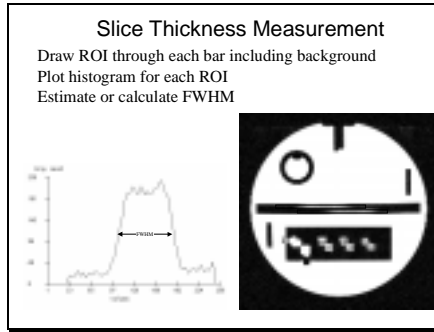 Slice Thickness Measurement
Draw ROI through each bar including background
Plot histogram for each ROI
Estimate or calculate FWHM
FWHM